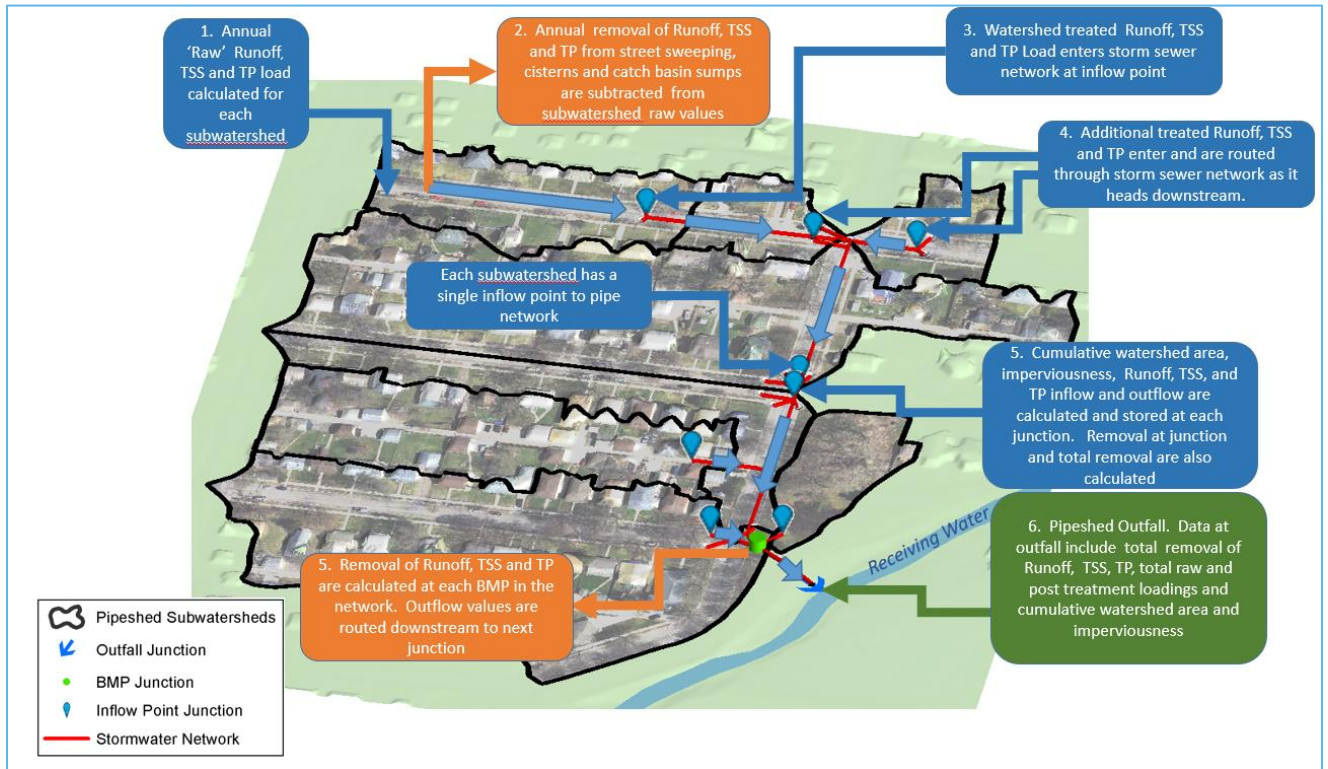 1. Annual
‘Raw’ Runoff,
TSS and TP load
calculated for
each
subwatershed
2. Annual removal of Runoff, TSS
and TP from street sweeping,
cisterns and catch basin sumps
are subtracted from
subwatershed raw values
3. Watershed treated Runoff, TSS
and TP Load enters storm sewer
network at inflow point
4. Additional treated Runoff, TSS
and TP enter and are routed
through storm sewer network as it
heads downstream.
Each subwatershed has a
single inflow point to pipe
network
5. Cumulative watershed area,
imperviousness, Runoff, TSS, and
TP inflow and outflow are
calculated and stored at each
junction. Removal at junction
and total removal are also
calculated
Receiving Water
6. Pipeshed Outfall. Data at
outfall include total removal of
Runoff, TSS, TP, total raw and
post treatment loadings and
cumulative watershed area and
imperviousness
5. Removal of Runoff, TSS and TP
are calculated at each BMP in the
network. Outflow values are
routed downstream to next
junction
Pipeshed Subwatersheds
Outfall Junction
BMP Junction
Inflow Point Junction
Stormwater Network